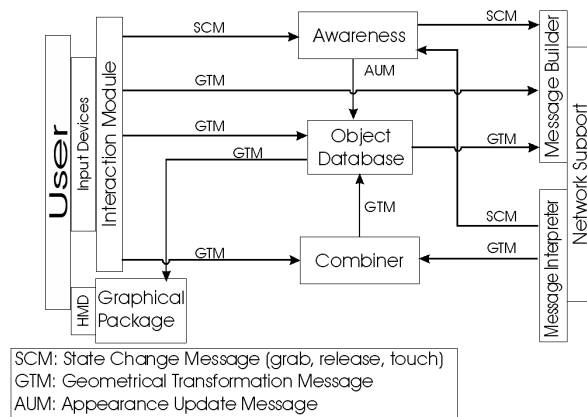 User
Input Devices
Interaction Module
SCM
Awareness
SCM
Message Builder
Network Support
AUM
GTM
GTM
Object
Database
GTM
GTM
GTM
SCM
Message Interpreter
GTM
Combiner
GTM
HMD
Graphical
Package
SCM: State Change Message (grab, release, touch)
GTM: Geometrical Transformation Message
AUM: Appearance Update Message